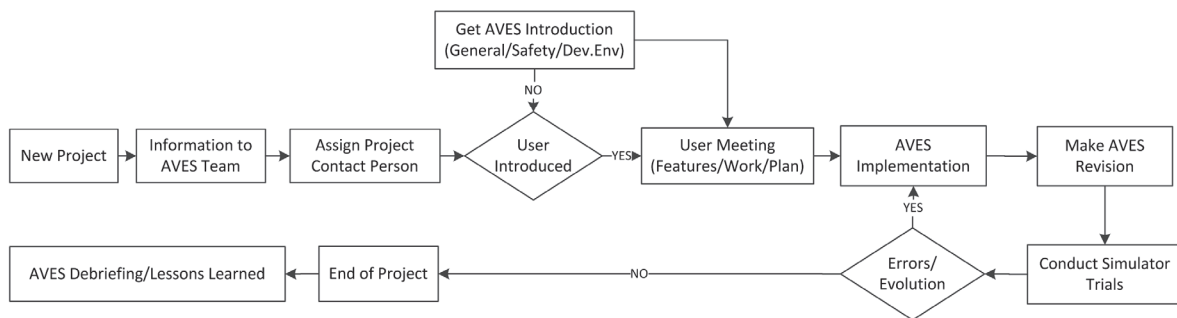 Get AVES Introduction
(General/Safety/Dev.Env)
NO
New Project
Information to
AVES Team
Assign Project
Contact Person
User
Introduced
YES
User Meeting
(Features/Work/Plan)
AVES
Implementation
Make AVES
Revision
YES
AVES Debriefing/Lessons Learned
End of Project
NO
Errors/
Evolution
Conduct Simulator
Trials